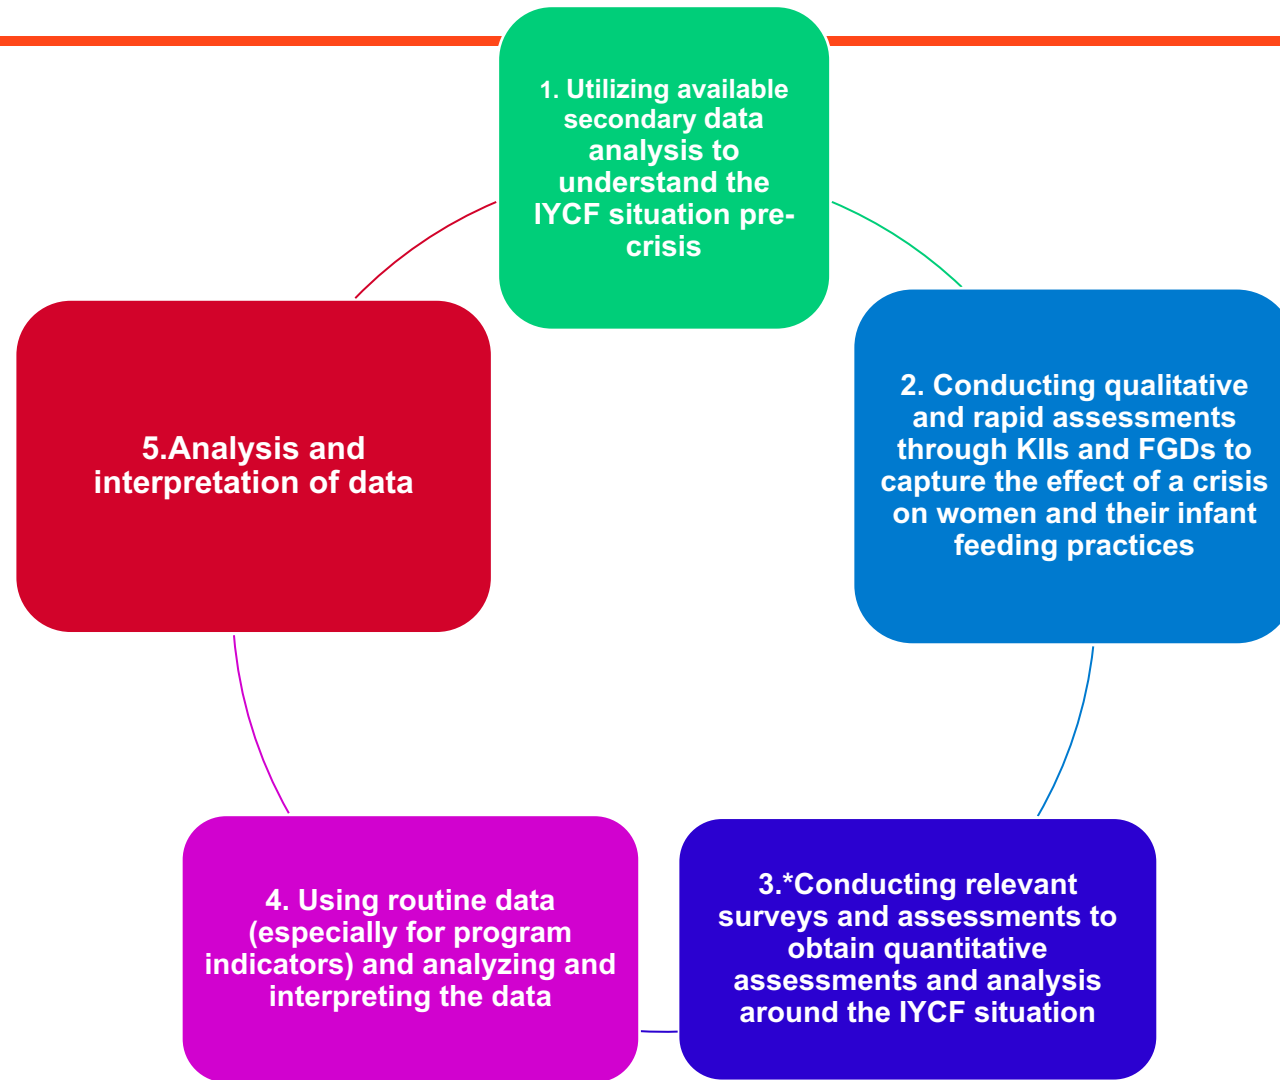 1. Utilizing available
secondary data
analysis to
understand the
IYCF situation pre-
crisis
2. Conducting qualitative
and rapid assessments
through KIIs and FGDs to
capture the effect of a crisis
on women and their infant
feeding practices
3.*Conducting relevant
surveys and assessments to
obtain quantitative
assessments and analysis
around the IYCF situation
4. Using routine data
(especially for program
indicators) and analyzing and
interpreting the data
5.Analysis and
interpretation of data